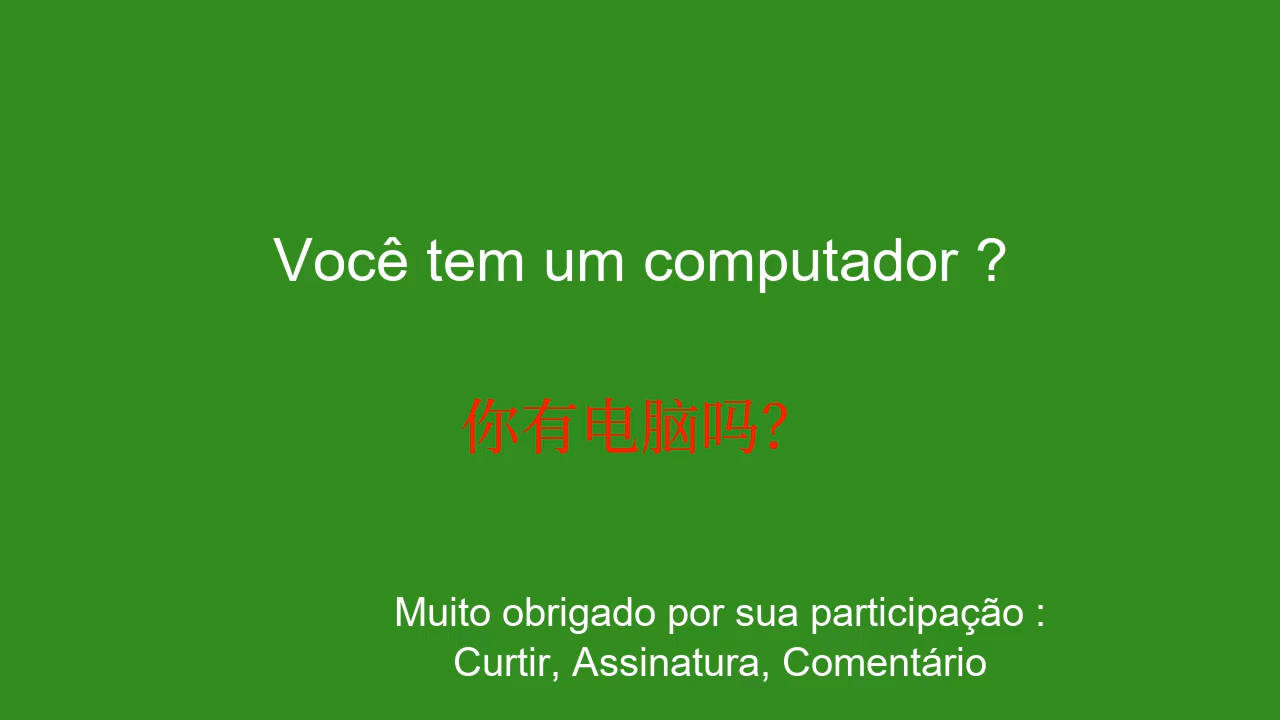 Você tem um computador ?
你有电脑吗？
Muito obrigado por sua participação :
Curtir, Assinatura, Comentário